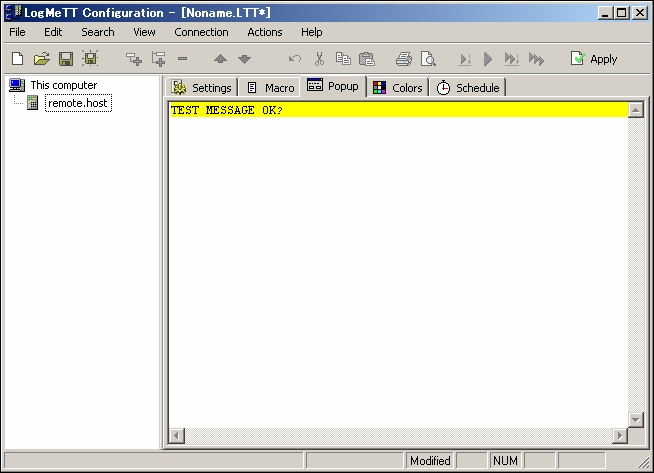 LogMeTT Configuration - [Noname.LTT*]
File Edit Search View Connection Actions Help
Apply
This computer
remote.host
Settings Macro Popup Colors Schedule
TEST MESSAGE OK?
Modified NUM